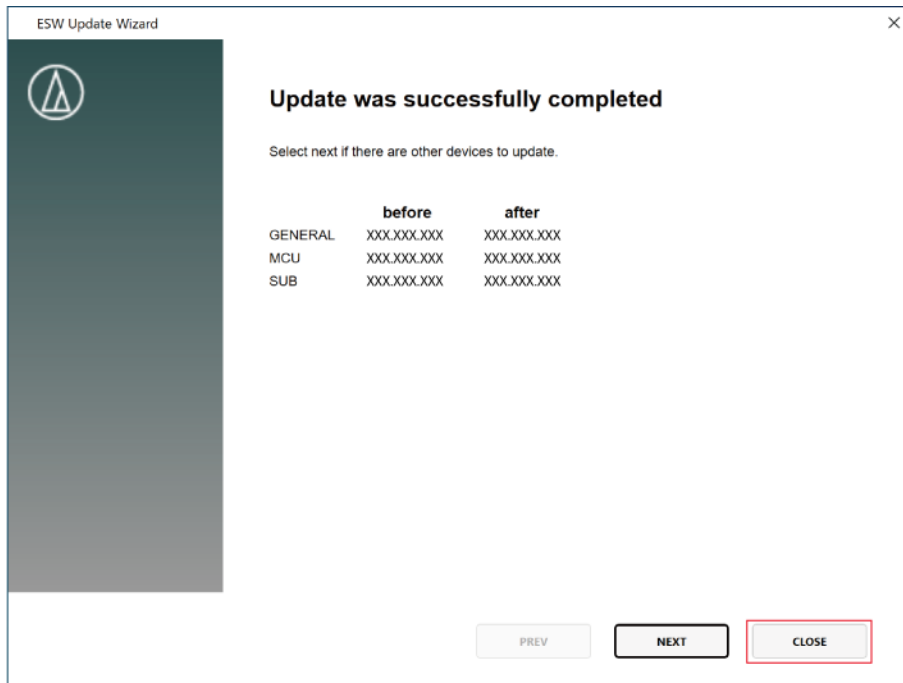 ESW Update Wizard
Update was successfully completed
Select next if there are other devices to update.
before after
GENERAL XXX.XXX.XXX XXX.XXX.XXX
MCU XXX.XXX.XXX XXX.XXX.XXX
SUB XXX.XXX.XXX XXX.XXX.XXX
PREV NEXT CLOSE